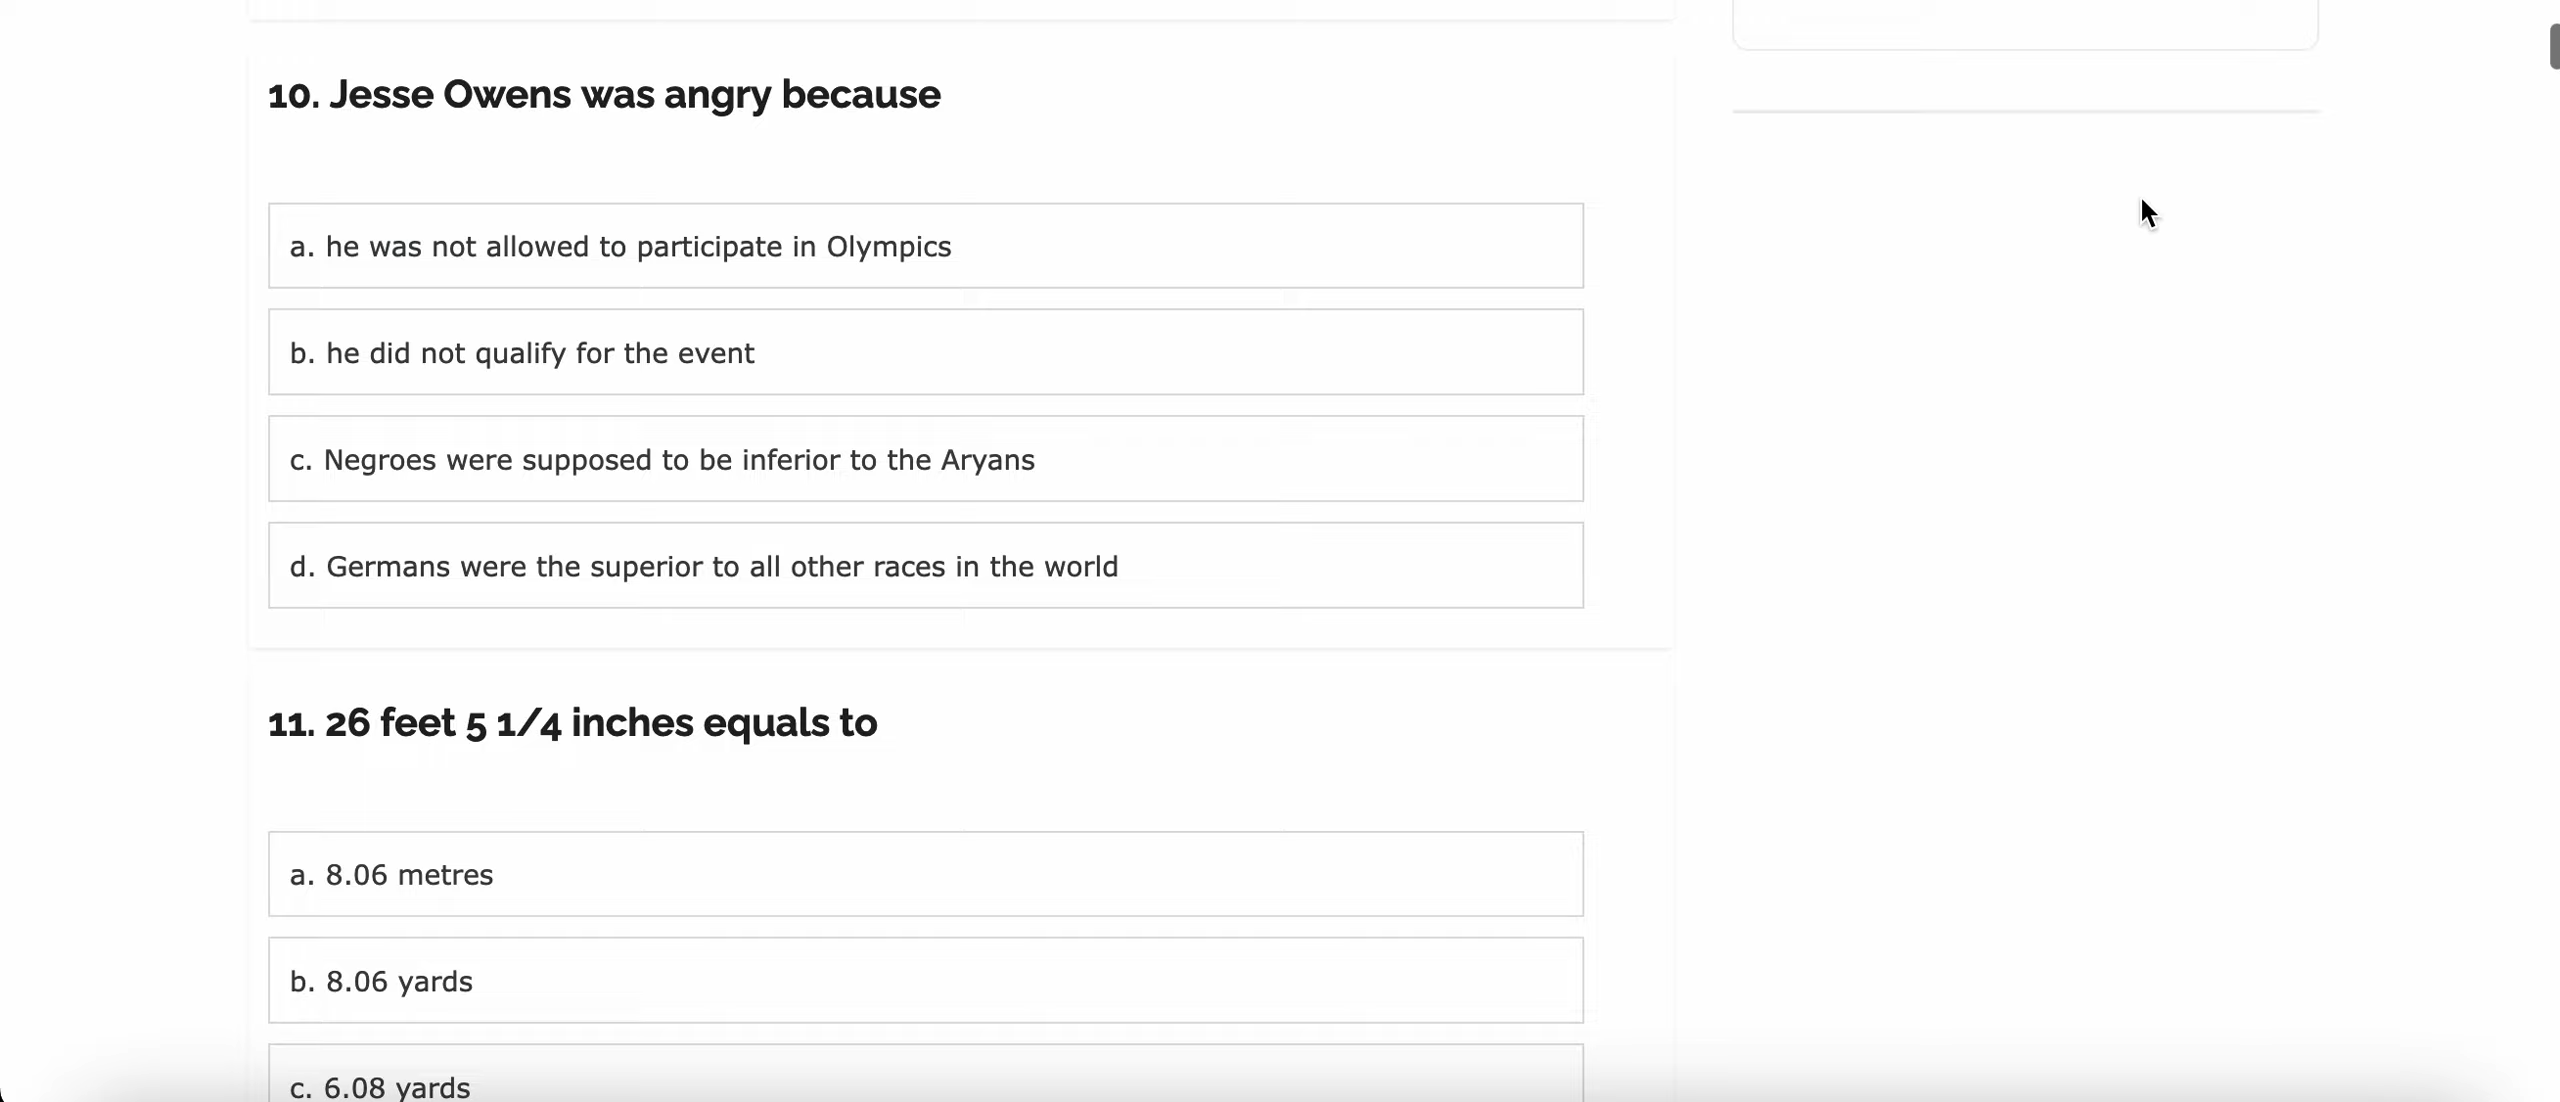 10. Jesse Owens was angry because
a. he was not allowed to participate in Olympics
b. he did not qualify for the event
c. Negroes were supposed to be inferior to the Aryans
d. Germans were the superior to all other races in the world
11. 26 feet 5 1/4 inches equals to
a. 8.06 metres
b. 8.06 yards
c. 6.08 yards